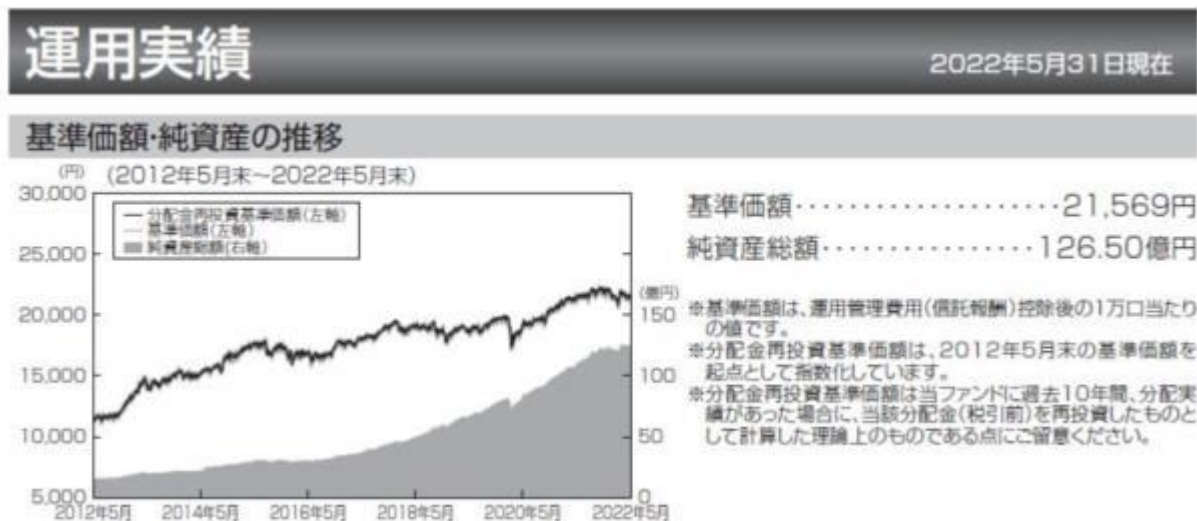 運用実績
2022年5月31日現在
基準価額･純資産の推移
(円) (2012年5月末～2022年5月末)
30,000
25,000
20,000
15,000
10,000
5,000
分配金再投資基準価額(左軸)
基準価額(左軸)
純資産総額(右軸)
(億円)
150
100
50
0
2012年5月 2014年5月 2016年5月 2018年5月 2020年5月 2022年5月
基準価額･････････････････････21,569円
純資産総額････････････････126.50億円
※基準価額は、運用管理費用(信託報酬)控除後の1万口当たり
の値です。
※分配金再投資基準価額は、2012年5月末の基準価額を
起点として指数化しています。
※分配金再投資基準価額は当ファンドに過去10年間、分配実
績があった場合に、当該分配金(税引前)を再投資したものと
して計算した理論上のものである点にご留意ください。